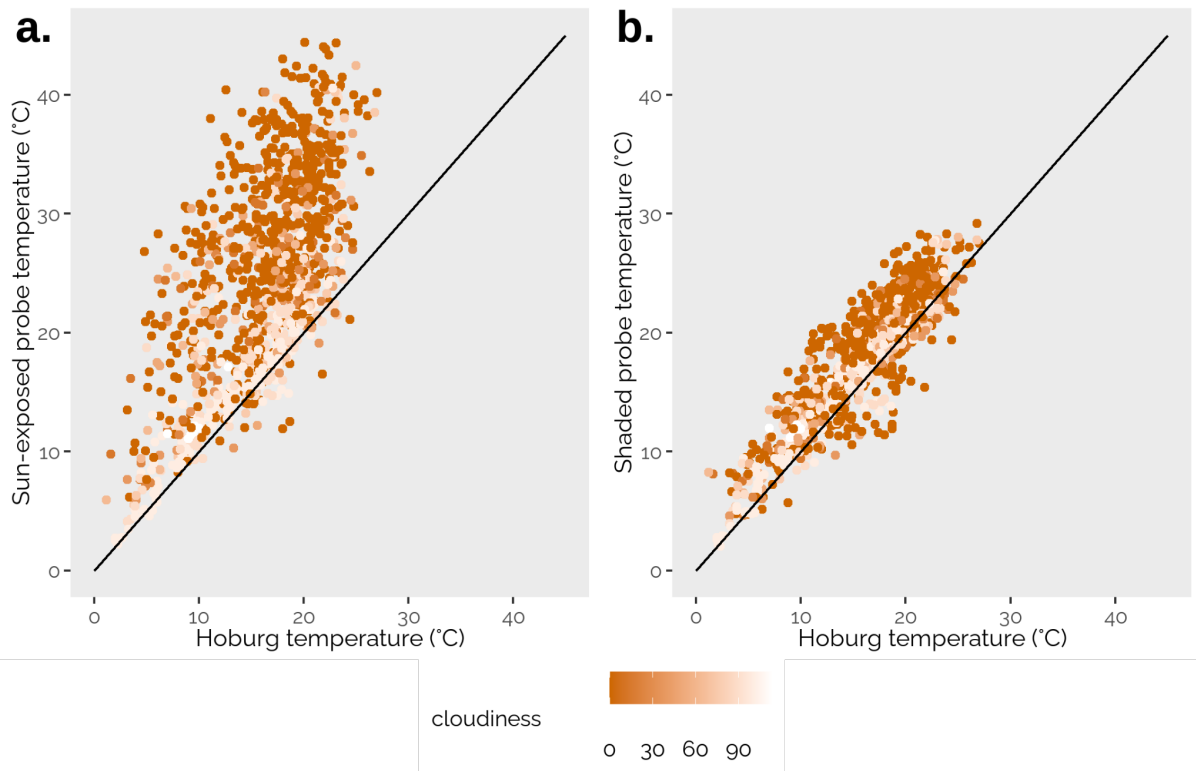 a.
Sun-exposed probe temperature (°C)
40
30
20
10
0
0 10 20 30 40
Hoburg temperature (°C)
b.
Shaded probe temperature (°C)
40
30
20
10
0
0 10 20 30 40
Hoburg temperature (°C)
cloudiness
0 30 60 90